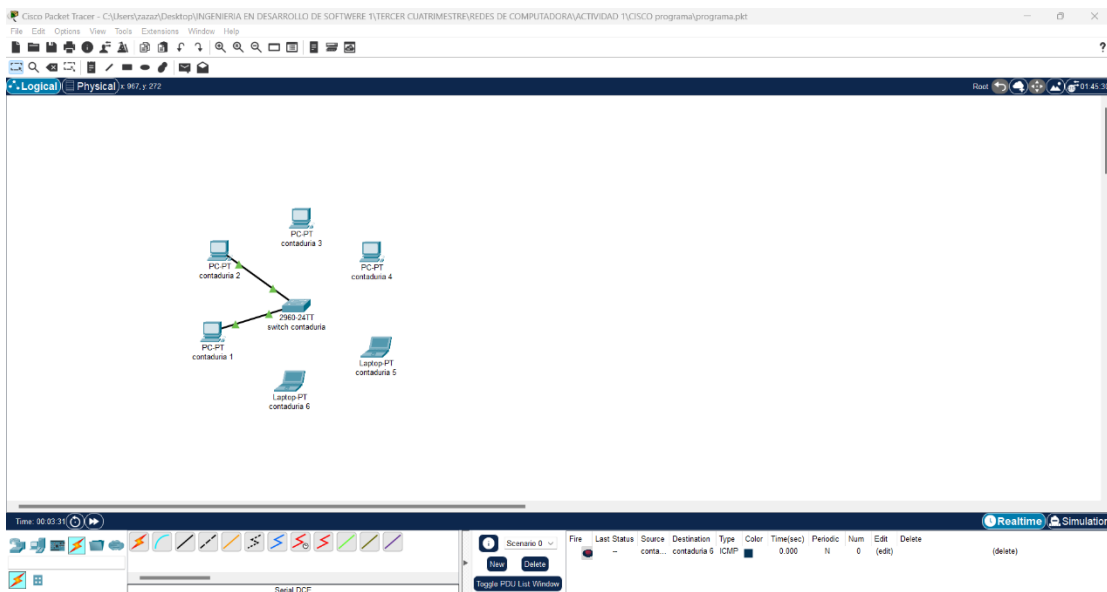 Cisco Packet Tracer - C:\Users\zazaz\Desktop\INGENIERIA EN DESARROLLO DE SOFTWERE 1\TERCER CUATRIMESTRE\REDES DE COMPUTADORA\ACTIVIDAD 1\CISCO programa\programa.pkt
File Edit Options View Tools Extensions Window Help
?
Logical Physical x: 967, y: 272 Root 01:45:30
PC-PT
contaduria 3
PC-PT
contaduria 2
PC-PT
contaduria 4
2960-24TT
switch contaduria
PC-PT
contaduria 1
Laptop-PT
contaduria 5
Laptop-PT
contaduria 6
Time: 00:03:31 Realtime Simulation
Scenario 0 Fire Last Status Source Destination Type Color Time(sec) Periodic Num Edit Delete
-- conta... contaduria 6 ICMP 0.000 N 0 (edit) (delete)
New Delete
Toggle PDU List Window
Serial DCE